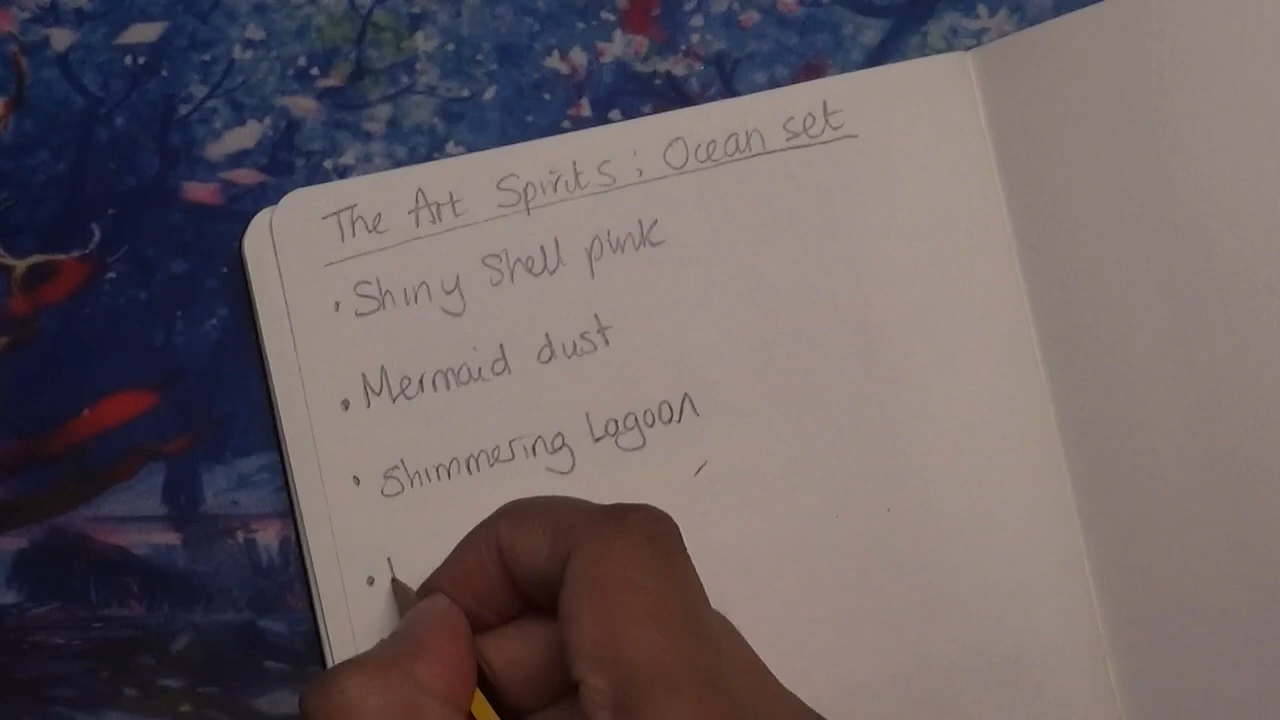 The Art Spirits; Ocean set
• Shiny Shell pink
• Mermaid dust
• Shimmering Lagoon
•